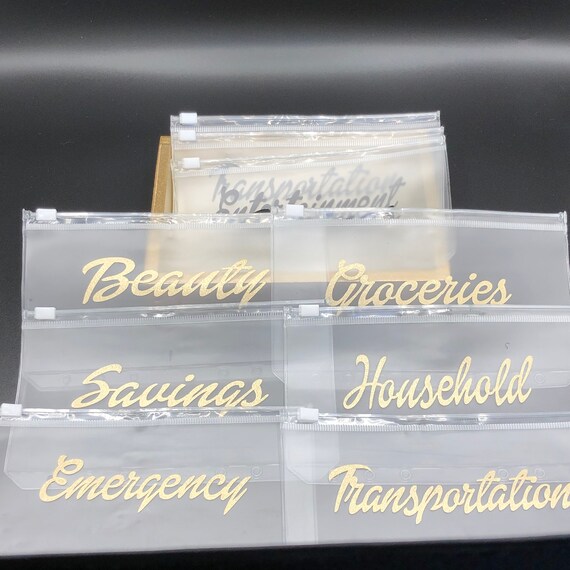 Transportation
Entertainment
Beauty
Groceries
Savings
Household
Emergency
Transportation